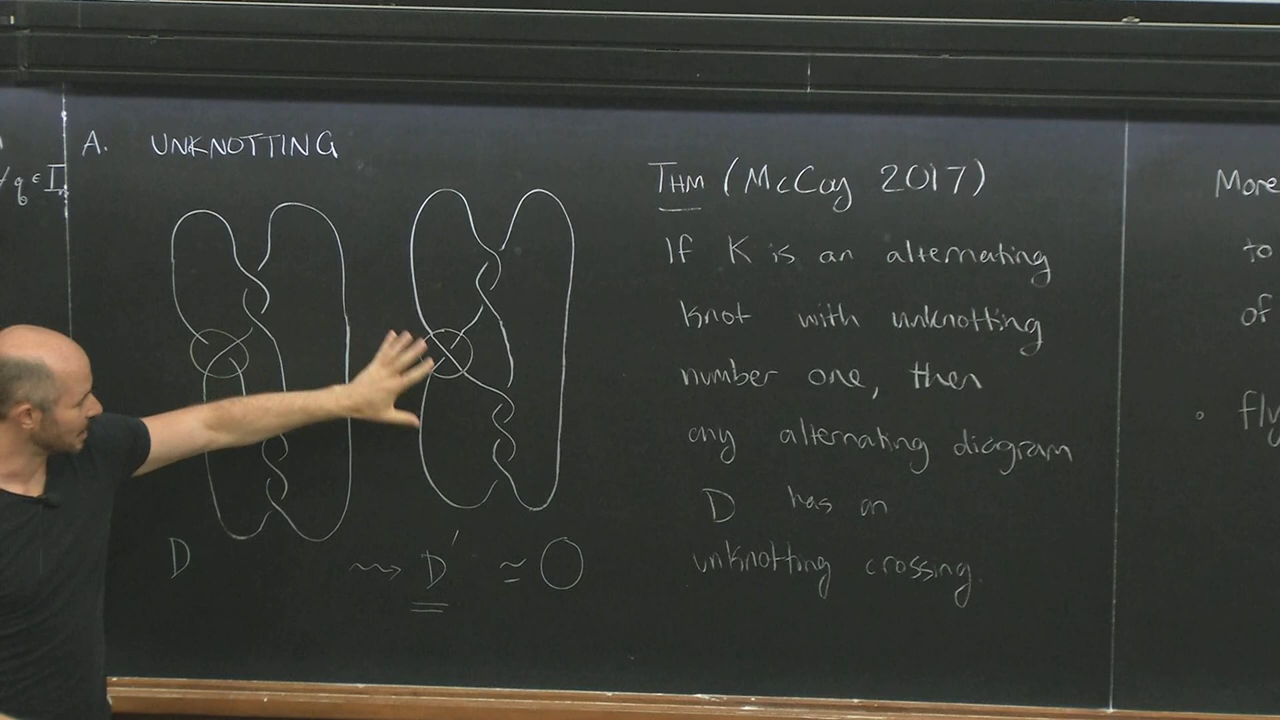 ∀ q ∈ I
A. UNKNOTTING
D ⇝ D' ≃ O
THM (McCoy 2017)
If K is an alternating
knot with unknotting
number one, then
any alternating diagram
D has an
unknotting crossing.
More
to
of
• fly